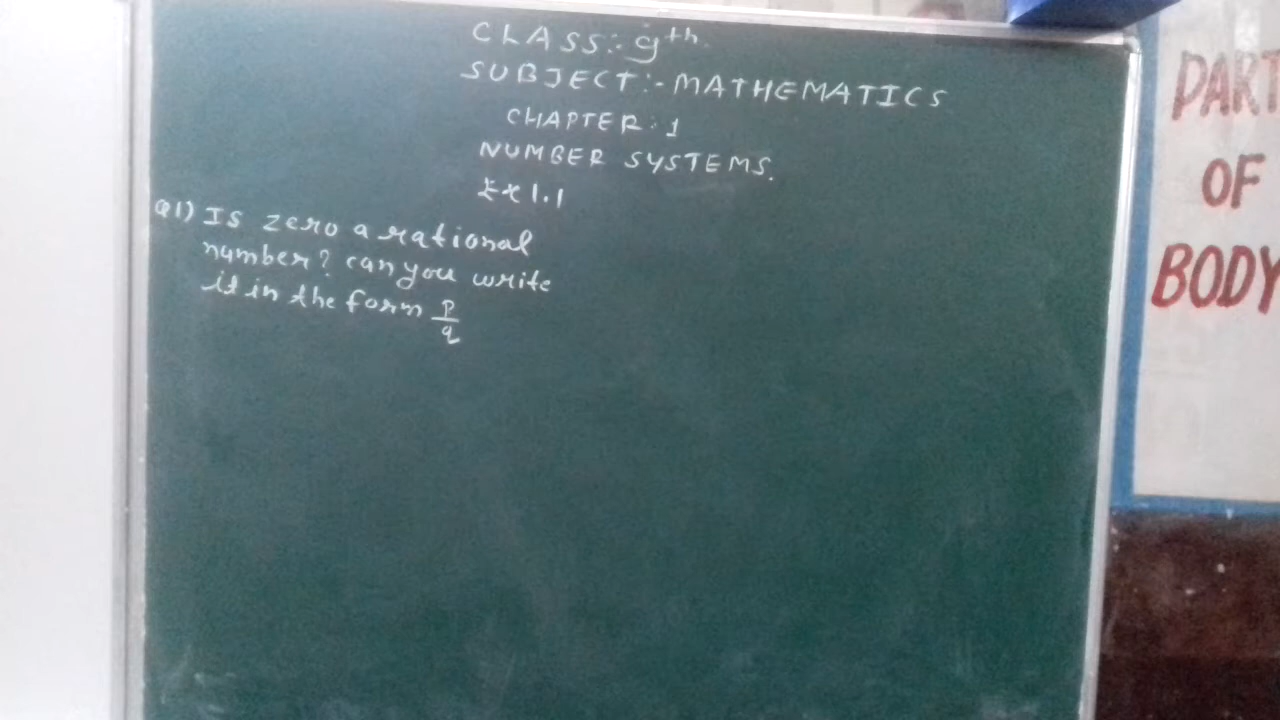 CLASS:- 9th.
SUBJECT:- MATHEMATICS
CHAPTER: 1
NUMBER SYSTEMS.
Ex 1.1
Q1) Is zero a rational
number? can you write
it in the form p/q
PART
OF
BODY